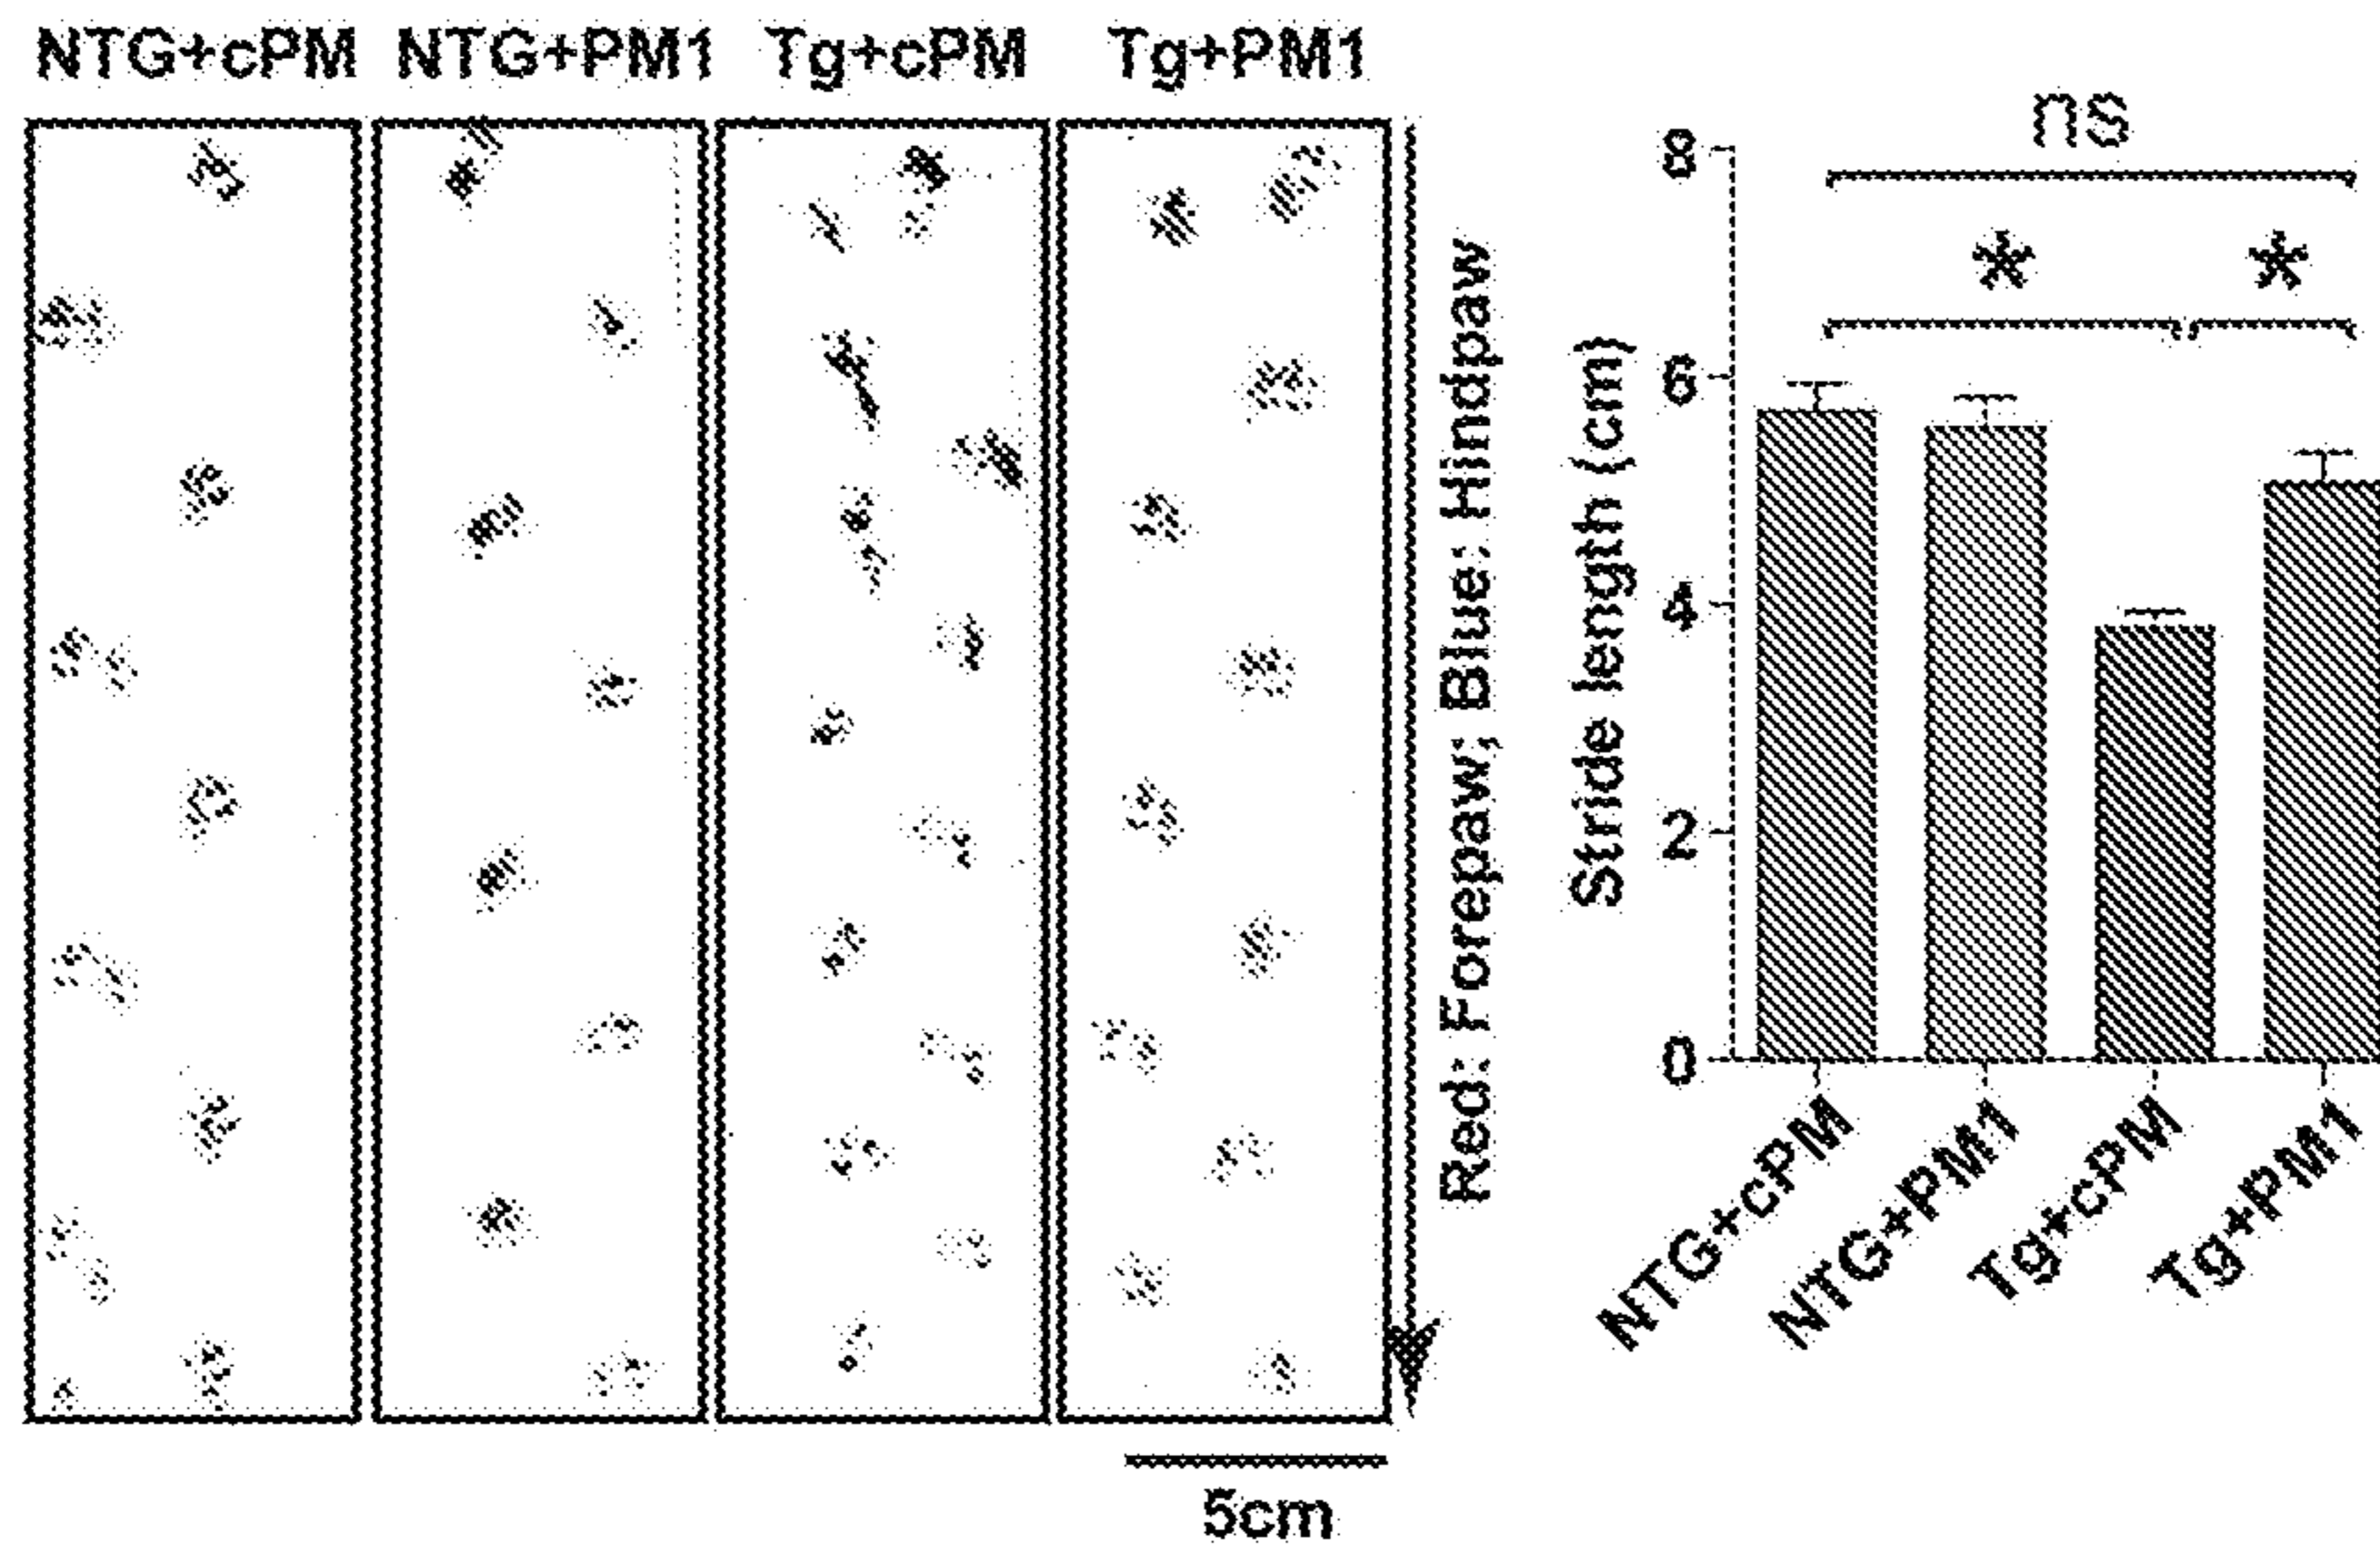 NTG+cPM NTG+PM1 Tg+cPM Tg+PM1
Red: Forepaw; Blue: Hindpaw
5cm
ns
* *
Stride length (cm)
8
6
4
2
0
NTG+cPM
NTG+PM1
Tg+cPM
Tg+PM1